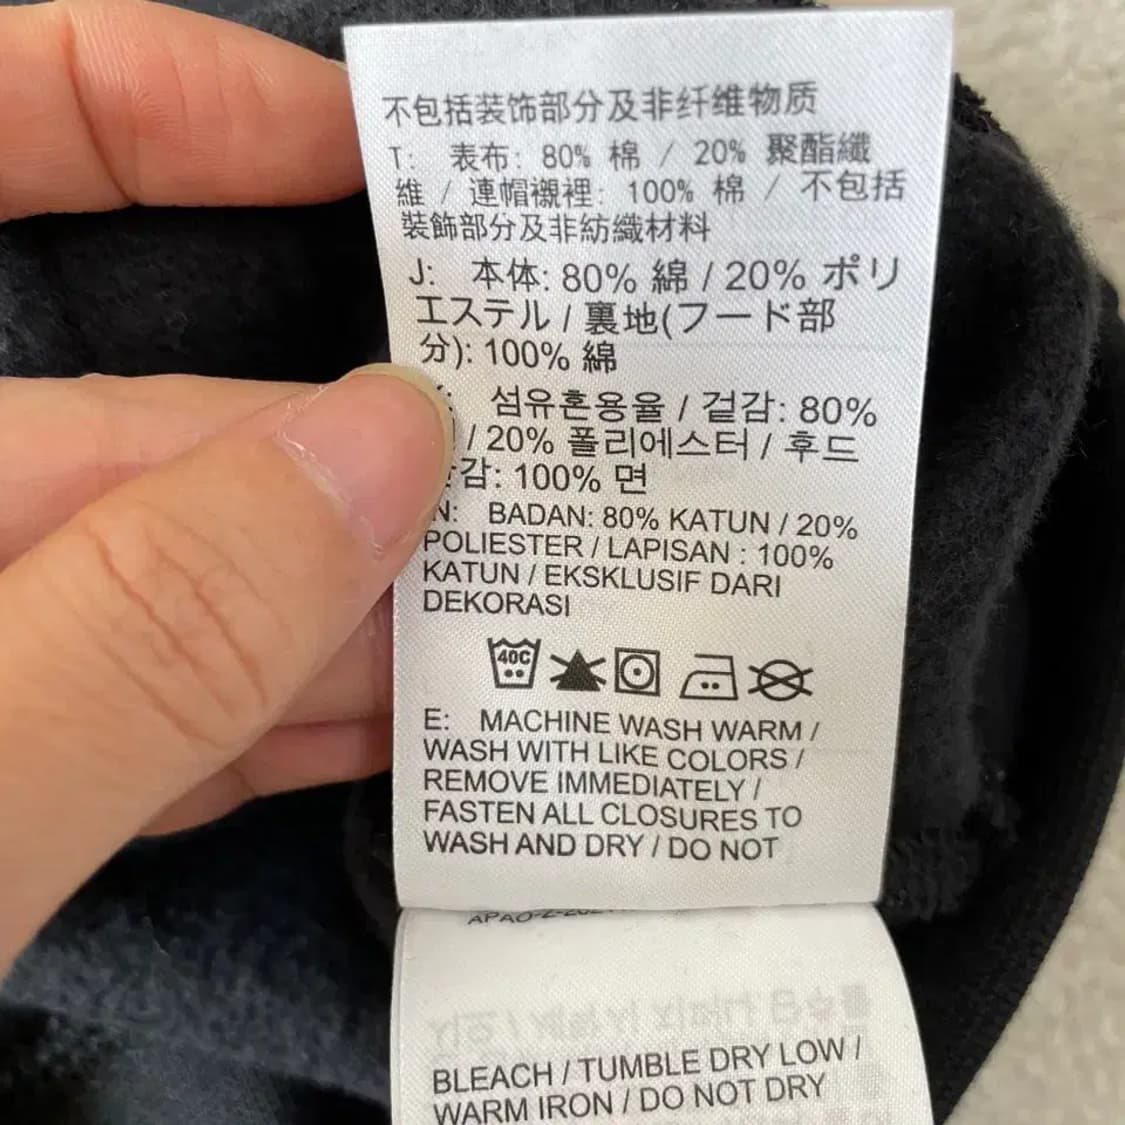 不包括装饰部分及非纤维物质
T: 表布: 80% 棉 / 20% 聚酯纖
維 / 連帽襯裡: 100% 棉 / 不包括
裝飾部分及非紡織材料
J: 本体: 80% 綿 / 20% ポリ
エステル / 裏地(フード部
分): 100% 綿
섬유혼용율 / 겉감: 80%
/ 20% 폴리에스터 / 후드
감: 100% 면
N: BADAN: 80% KATUN / 20%
POLIESTER / LAPISAN : 100%
KATUN / EKSKLUSIF DARI
DEKORASI
40C
E: MACHINE WASH WARM /
WASH WITH LIKE COLORS /
REMOVE IMMEDIATELY /
FASTEN ALL CLOSURES TO
WASH AND DRY / DO NOT
BLEACH / TUMBLE DRY LOW /
WARM IRON / DO NOT DRY